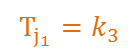 T_{j_1} = k_3